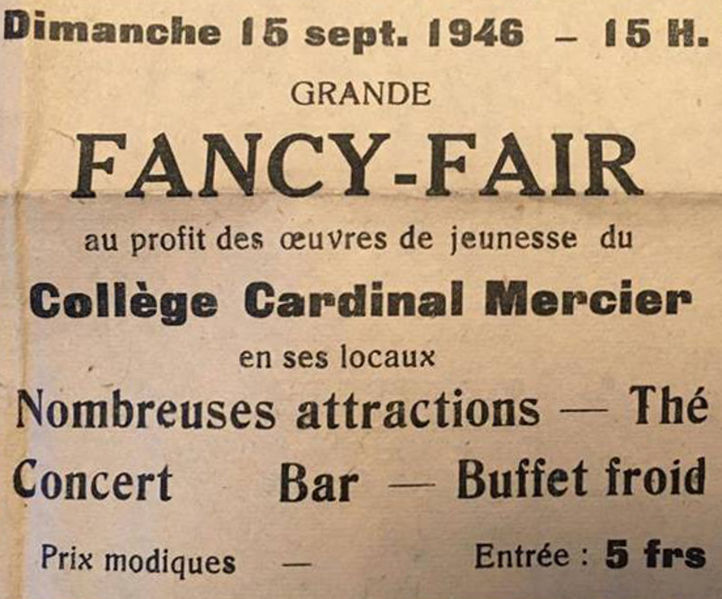 Dimanche 15 sept. 1946 – 15 H.
GRANDE
FANCY-FAIR
au profit des œuvres de jeunesse du
Collège Cardinal Mercier
en ses locaux
Nombreuses attractions — Thé
Concert Bar — Buffet froid
Prix modiques — Entrée : 5 frs